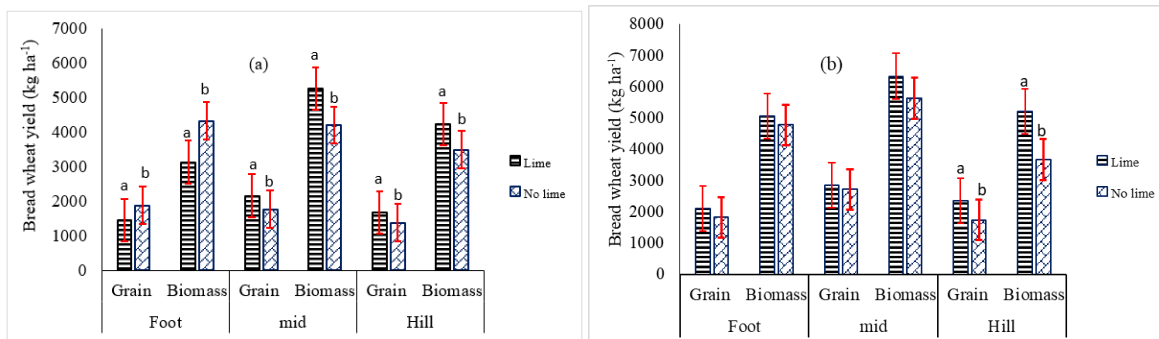 7000
6000
5000
4000
3000
2000
1000
0
Bread wheat yield (kg ha⁻¹)
(a)
a
b
a
b
a
b
a
b
a
b
a
b
Grain Biomass Grain Biomass Grain Biomass
Foot mid Hill
Lime
No lime
8000
7000
6000
5000
4000
3000
2000
1000
0
Bread wheat yield (kg ha⁻¹)
(b)
a
b
a
b
Grain Biomass Grain Biomass Grain Biomass
Foot mid Hill
Lime
No lime